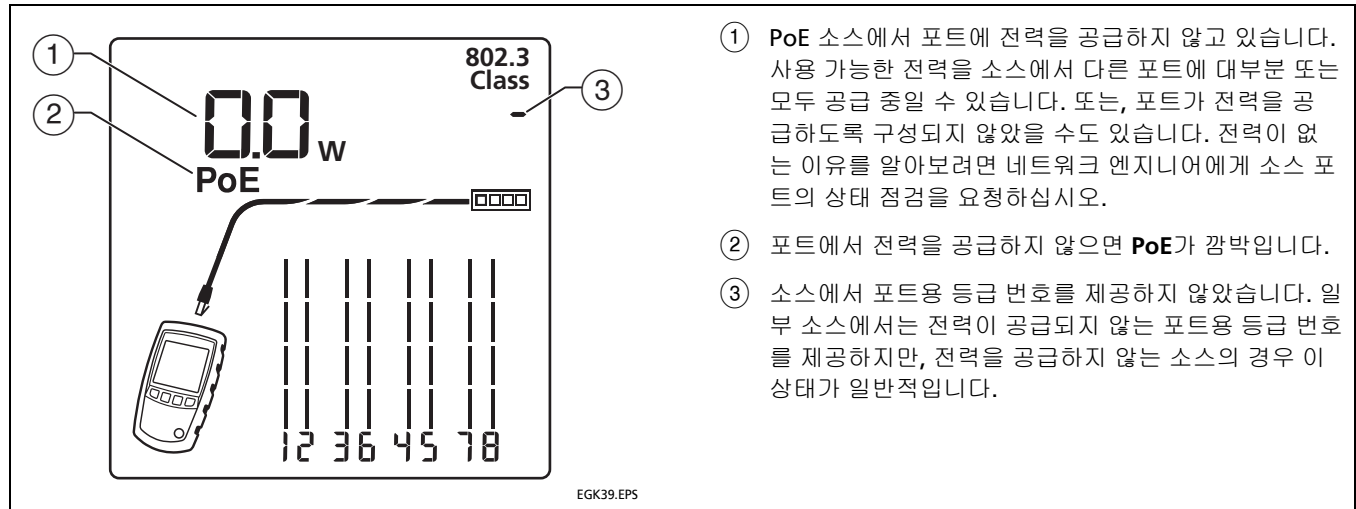 1
2
802.3
Class
3
0.0 W
PoE
12 36 45 78
EGK39.EPS
1 PoE 소스에서 포트에 전력을 공급하지 않고 있습니다.
사용 가능한 전력을 소스에서 다른 포트에 대부분 또는
모두 공급 중일 수 있습니다. 또는, 포트가 전력을 공
급하도록 구성되지 않았을 수도 있습니다. 전력이 없
는 이유를 알아보려면 네트워크 엔지니어에게 소스 포
트의 상태 점검을 요청하십시오.
2 포트에서 전력을 공급하지 않으면 PoE가 깜박입니다.
3 소스에서 포트용 등급 번호를 제공하지 않았습니다. 일
부 소스에서는 전력이 공급되지 않는 포트용 등급 번호
를 제공하지만, 전력을 공급하지 않는 소스의 경우 이
상태가 일반적입니다.